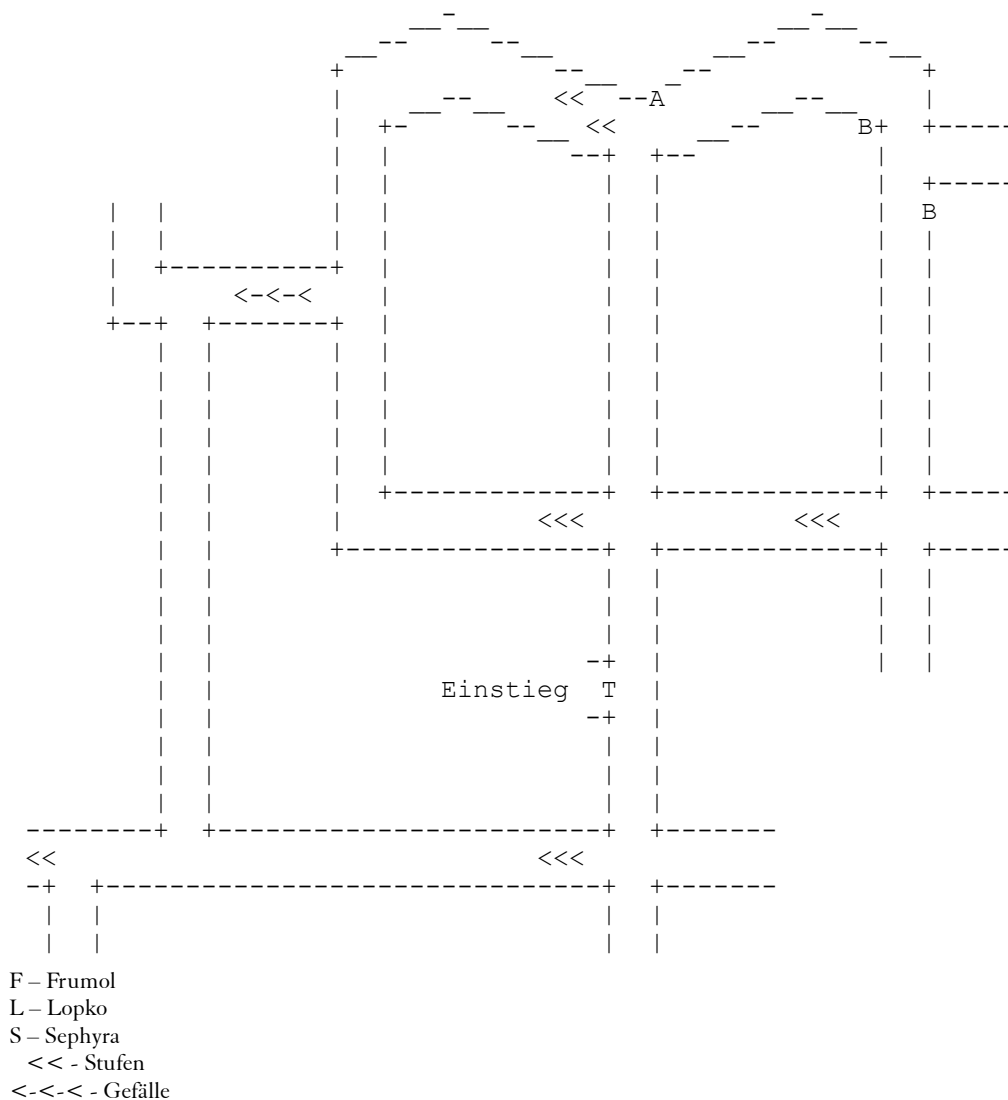 << A
<< B
B
<-<-<
<<< <<<
Einstieg T
<< <<<
F – Frumol
L – Lopko
S – Sephyra
<< - Stufen
<-<-< - Gefälle